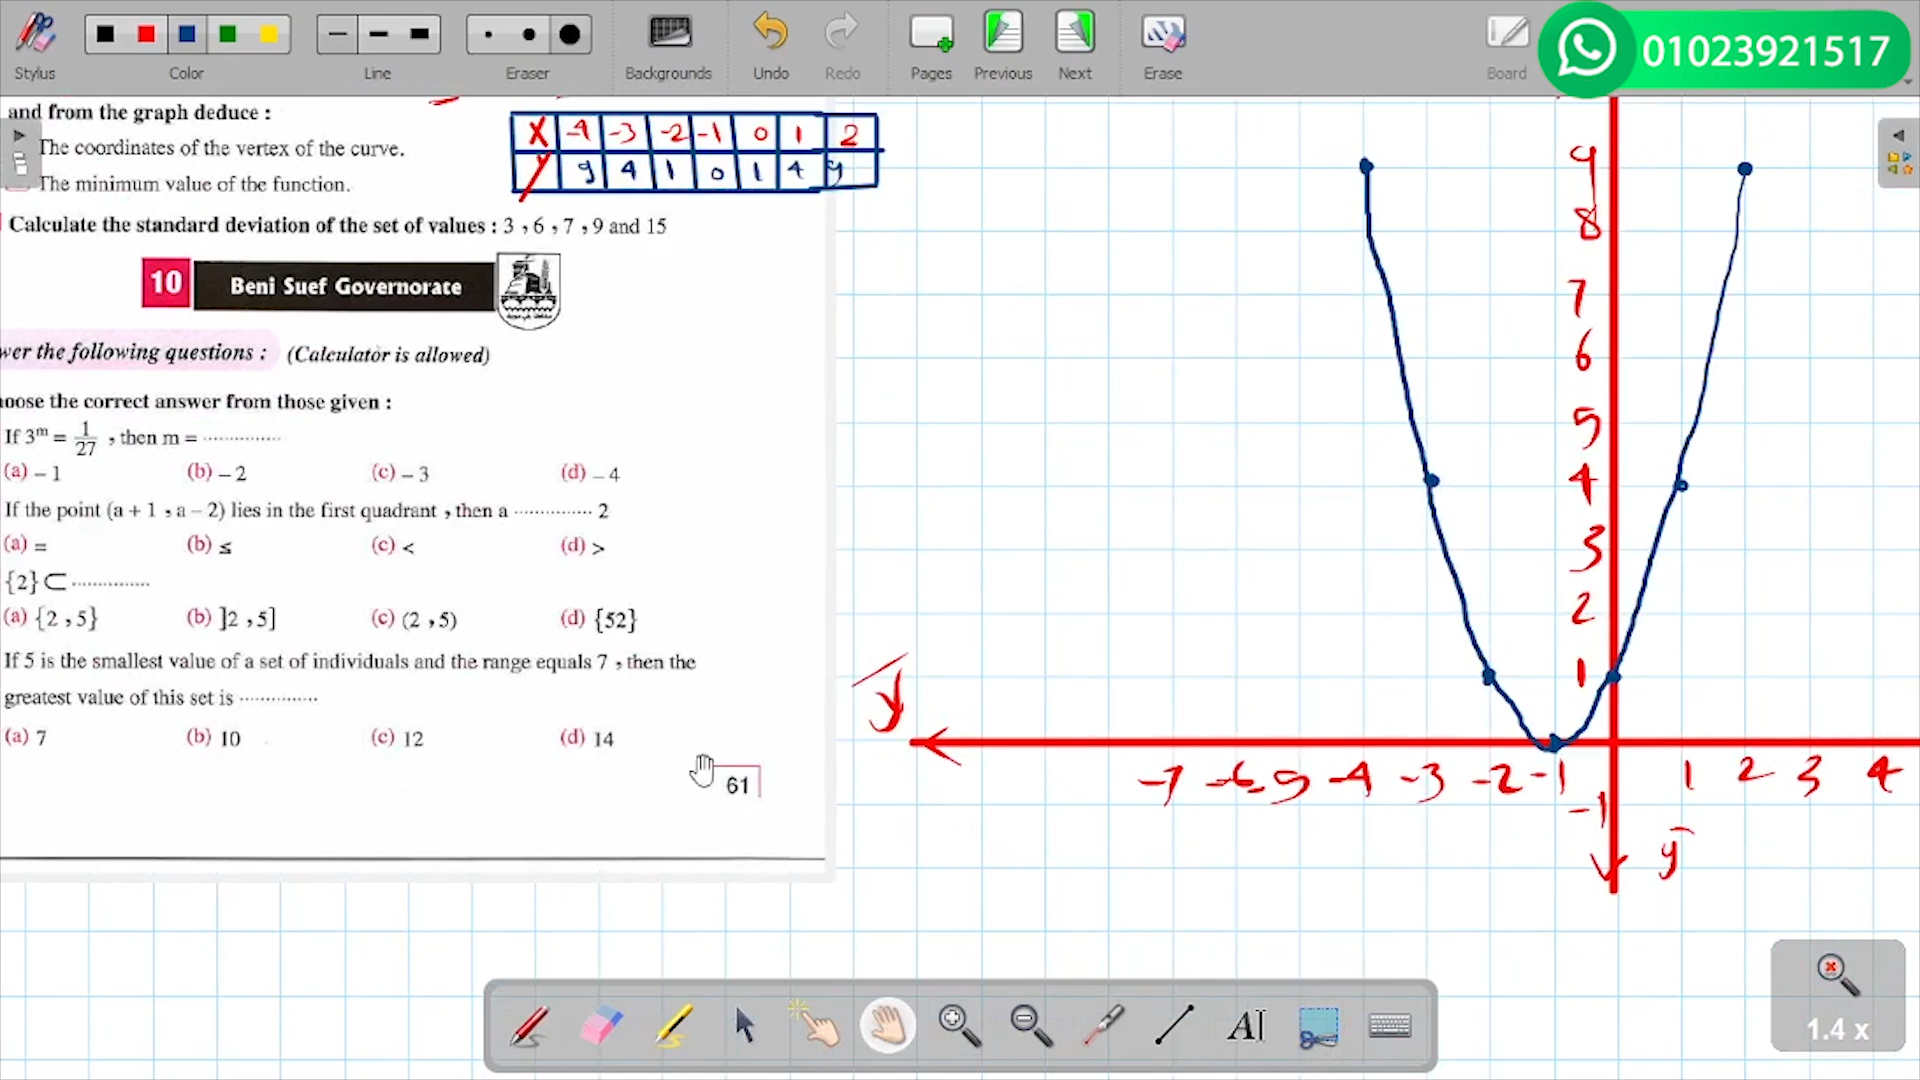 Stylus
Color
Line
Eraser
Backgrounds
Undo
Redo
Pages
Previous
Next
Erase
Board
01023921517
and from the graph deduce :
The coordinates of the vertex of the curve.
The minimum value of the function.
X -4 -3 -2 -1 0 1 2
y 9 4 1 0 1 4 9
Calculate the standard deviation of the set of values : 3 , 6 , 7 , 9 and 15
10 Beni Suef Governorate
wer the following questions : (Calculator is allowed)
oose the correct answer from those given :
If 3^m = 1/27 , then m = ..............
(a) – 1 (b) – 2 (c) – 3 (d) – 4
If the point (a + 1 , a – 2) lies in the first quadrant , then a .............. 2
(a) = (b) ≤ (c) < (d) >
{2} ⊂ ..............
(a) {2 , 5} (b) ]2 , 5] (c) (2 , 5) (d) {52}
If 5 is the smallest value of a set of individuals and the range equals 7 , then the
greatest value of this set is ..............
(a) 7 (b) 10 (c) 12 (d) 14
61
9
8
7
6
5
4
3
2
1
-7 -6 -5 -4 -3 -2 -1 1 2 3 4
-1
1.4 x